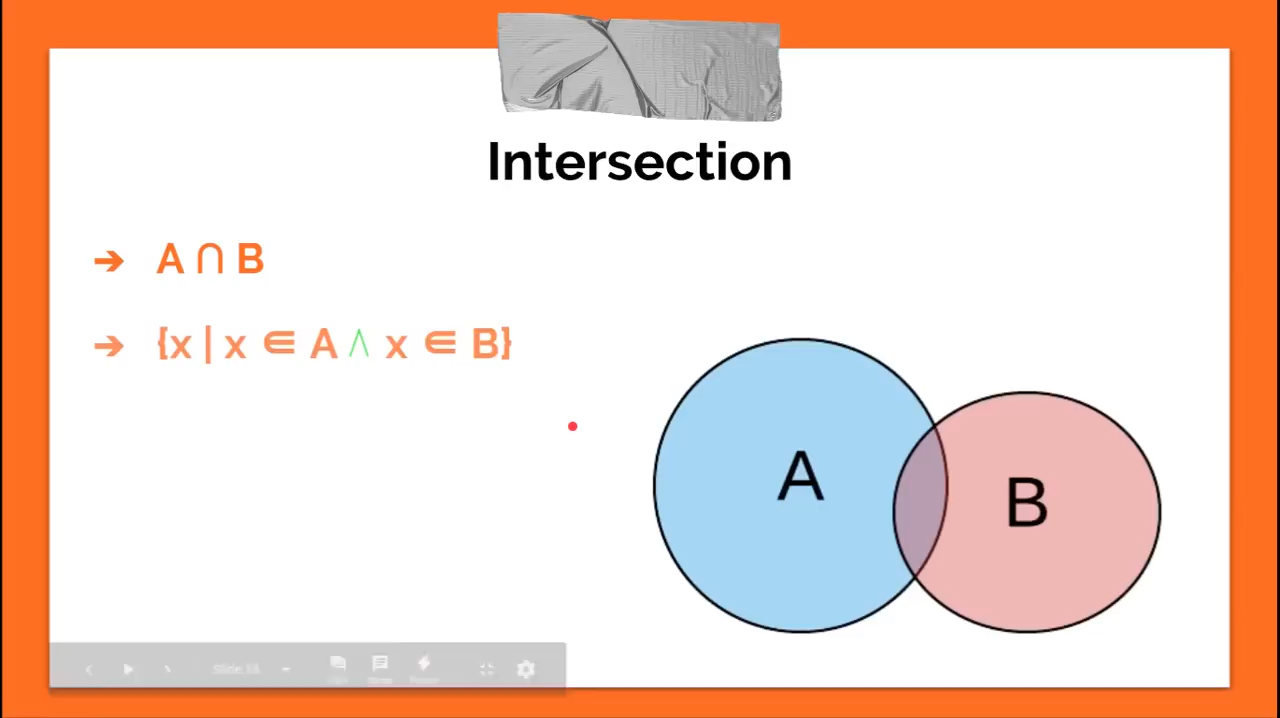 Intersection
➔ A ∩ B
➔ {x | x ∈ A ∧ x ∈ B}
A
B